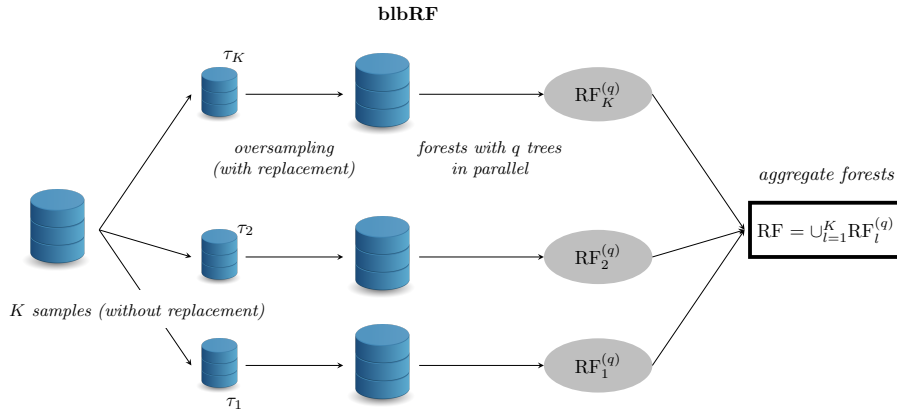 blbRF
τ_K
RF_K^{(q)}
oversampling
(with replacement)
forests with q trees
in parallel
aggregate forests
τ_2
RF_2^{(q)}
RF = ∪_{l=1}^{K} RF_l^{(q)}
K samples (without replacement)
RF_1^{(q)}
τ_1